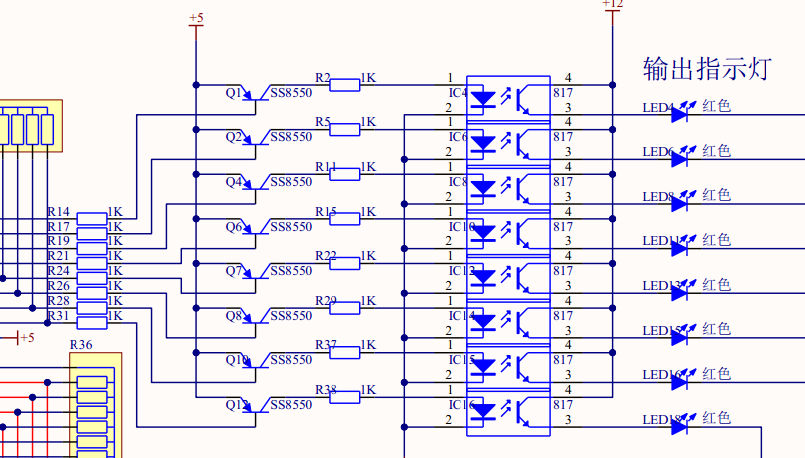 +5
+12
输出指示灯
Q1 SS8550 R2 1K 1 2 IC4 4 3 817 LED4 红色
Q2 SS8550 R5 1K 1 2 IC6 4 3 817 LED6 红色
Q4 SS8550 R11 1K 1 2 IC8 4 3 817 LED8 红色
Q6 SS8550 R15 1K 1 2 IC10 4 3 817 LED11 红色
Q7 SS8550 R22 1K 1 2 IC12 4 3 817 LED13 红色
Q8 SS8550 R29 1K 1 2 IC14 4 3 817 LED15 红色
Q10 SS8550 R37 1K 1 2 IC15 4 3 817 LED16 红色
Q12 SS8550 R38 1K 1 2 IC16 4 3 817 LED18 红色
R14 1K
R17 1K
R19 1K
R21 1K
R24 1K
R26 1K
R28 1K
R31 1K
+5
R36